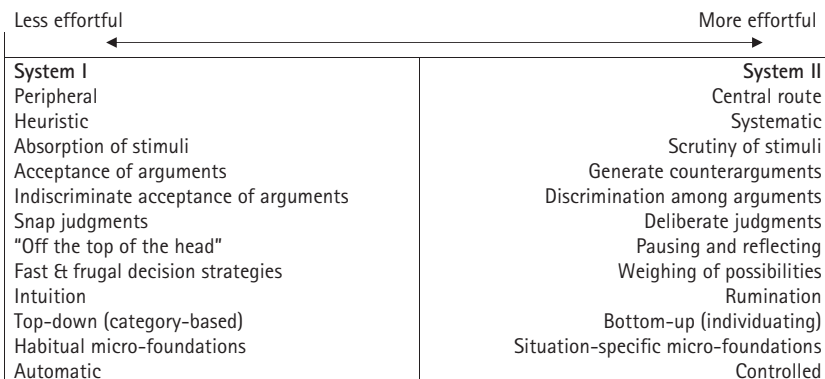 Less effortful More effortful
System I System II
Peripheral Central route
Heuristic Systematic
Absorption of stimuli Scrutiny of stimuli
Acceptance of arguments Generate counterarguments
Indiscriminate acceptance of arguments Discrimination among arguments
Snap judgments Deliberate judgments
“Off the top of the head” Pausing and reflecting
Fast & frugal decision strategies Weighing of possibilities
Intuition Rumination
Top-down (category-based) Bottom-up (individuating)
Habitual micro-foundations Situation-specific micro-foundations
Automatic Controlled